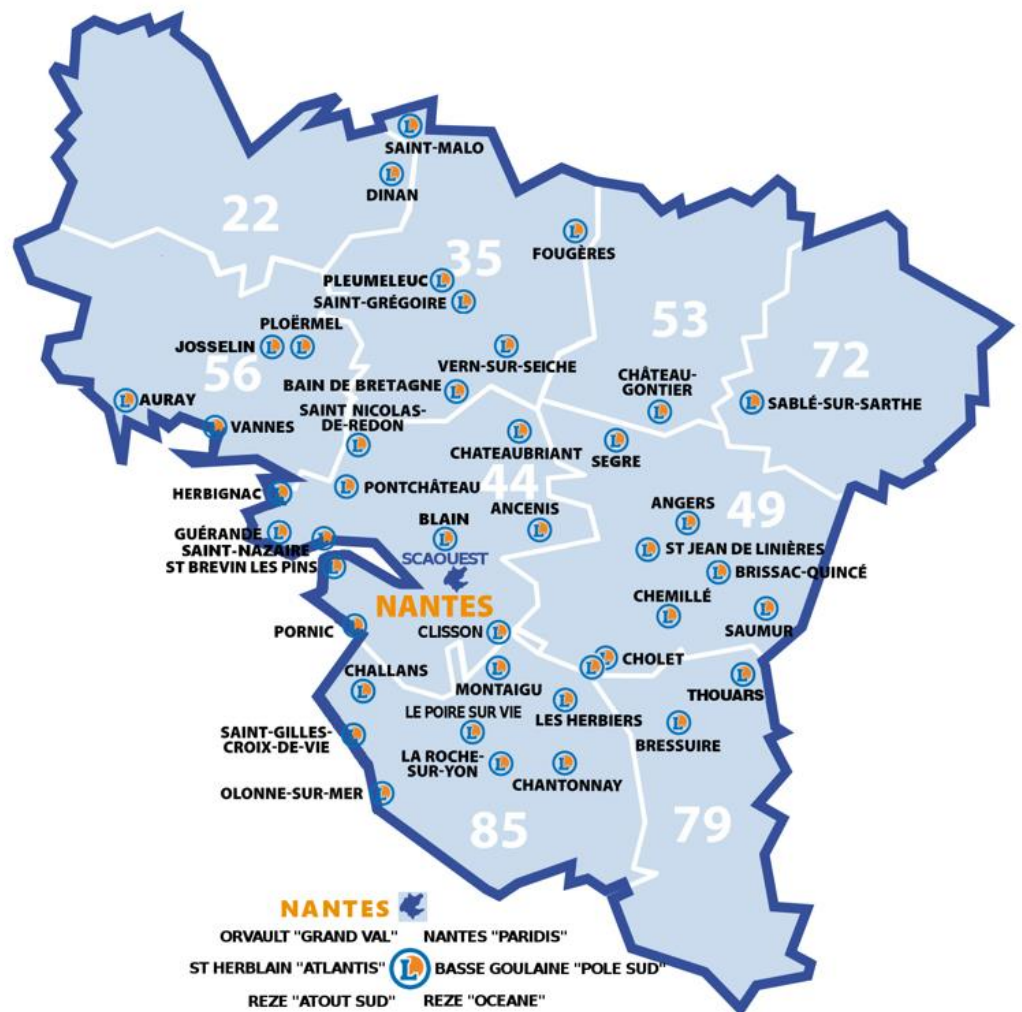 SAINT-MALO
DINAN
22
35
FOUGÈRES
PLEUMELEUC
SAINT-GRÉGOIRE
53
PLOËRMEL
JOSSELIN
VERN-SUR-SEICHE
72
56
CHÂTEAU-
GONTIER
BAIN DE BRETAGNE
AURAY
SABLÉ-SUR-SARTHE
SAINT NICOLAS-
DE-REDON
VANNES
CHATEAUBRIANT
SEGRE
HERBIGNAC
PONTCHÂTEAU
44
ANGERS
49
ANCENIS
BLAIN
GUÉRANDE
SAINT-NAZAIRE
ST JEAN DE LINIÈRES
SCAOUEST
ST BREVIN LES PINS
BRISSAC-QUINCÉ
CHEMILLÉ
NANTES
SAUMUR
PORNIC
CLISSON
CHOLET
CHALLANS
MONTAIGU
THOUARS
LE POIRE SUR VIE
LES HERBIERS
SAINT-GILLES-
CROIX-DE-VIE
BRESSUIRE
LA ROCHE-
SUR-YON
CHANTONNAY
OLONNE-SUR-MER
85
79
NANTES
ORVAULT "GRAND VAL" NANTES "PARIDIS"
ST HERBLAIN "ATLANTIS" L BASSE GOULAINE "POLE SUD"
REZE "ATOUT SUD" REZE "OCEANE"